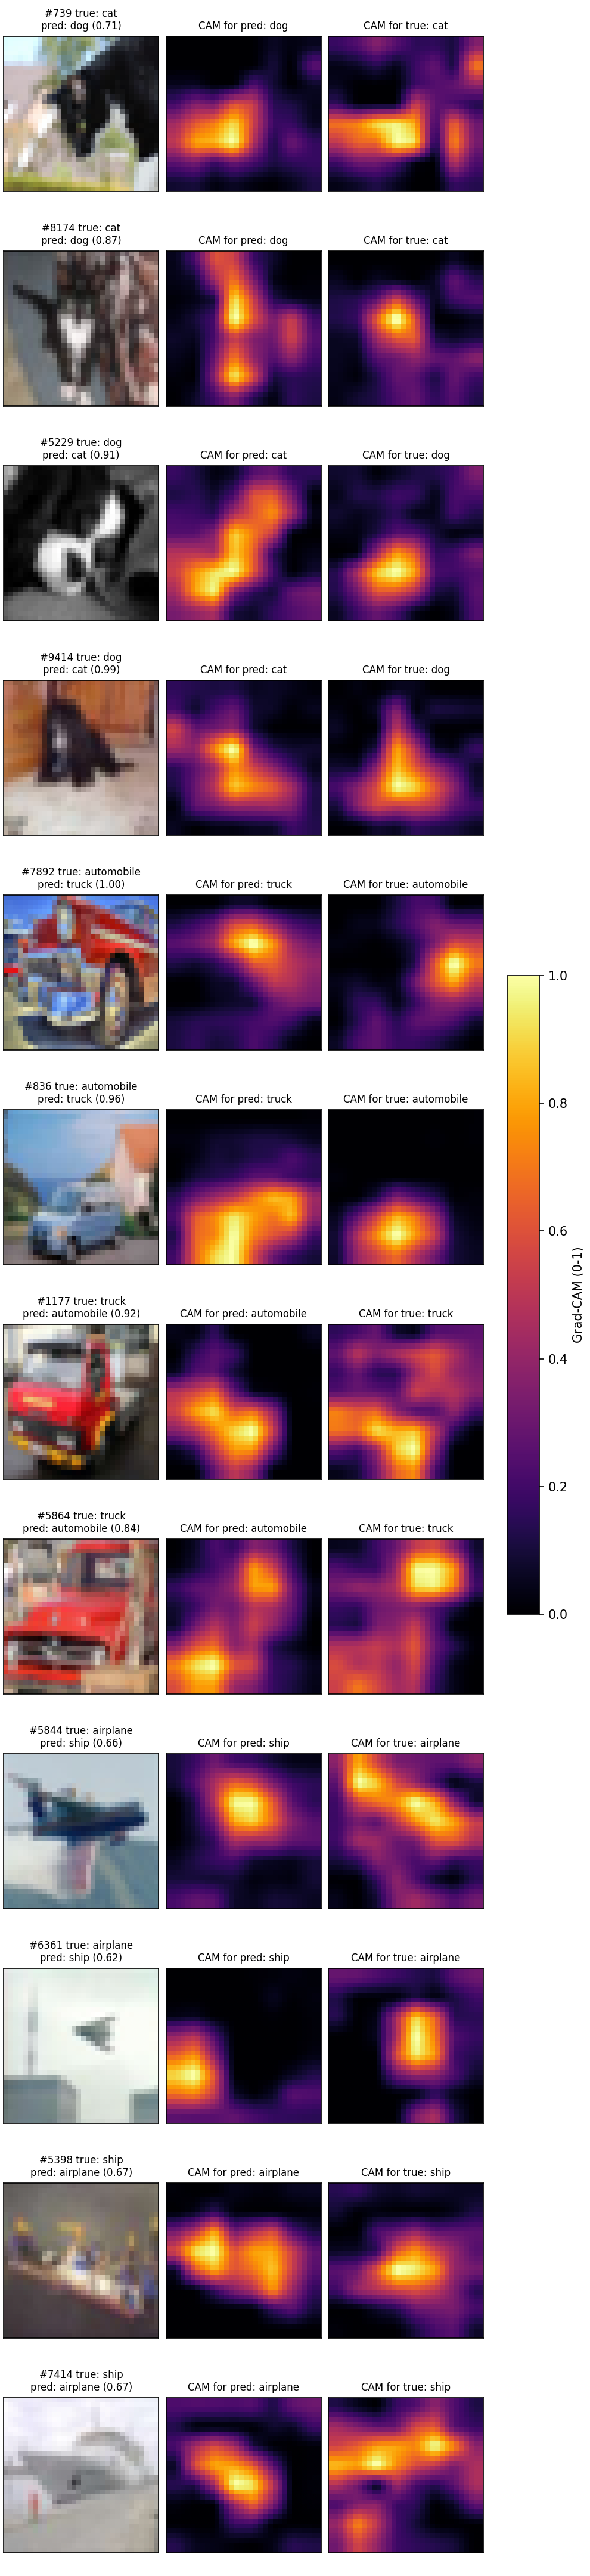 #739 true: cat
pred: dog (0.71)
CAM for pred: dog
CAM for true: cat
#8174 true: cat
pred: dog (0.87)
CAM for pred: dog
CAM for true: cat
#5229 true: dog
pred: cat (0.91)
CAM for pred: cat
CAM for true: dog
#9414 true: dog
pred: cat (0.99)
CAM for pred: cat
CAM for true: dog
#7892 true: automobile
pred: truck (1.00)
CAM for pred: truck
CAM for true: automobile
#836 true: automobile
pred: truck (0.96)
CAM for pred: truck
CAM for true: automobile
#1177 true: truck
pred: automobile (0.92)
CAM for pred: automobile
CAM for true: truck
#5864 true: truck
pred: automobile (0.84)
CAM for pred: automobile
CAM for true: truck
#5844 true: airplane
pred: ship (0.66)
CAM for pred: ship
CAM for true: airplane
#6361 true: airplane
pred: ship (0.62)
CAM for pred: ship
CAM for true: airplane
#5398 true: ship
pred: airplane (0.67)
CAM for pred: airplane
CAM for true: ship
#7414 true: ship
pred: airplane (0.67)
CAM for pred: airplane
CAM for true: ship
1.0
0.8
0.6
0.4
0.2
0.0
Grad-CAM (0-1)